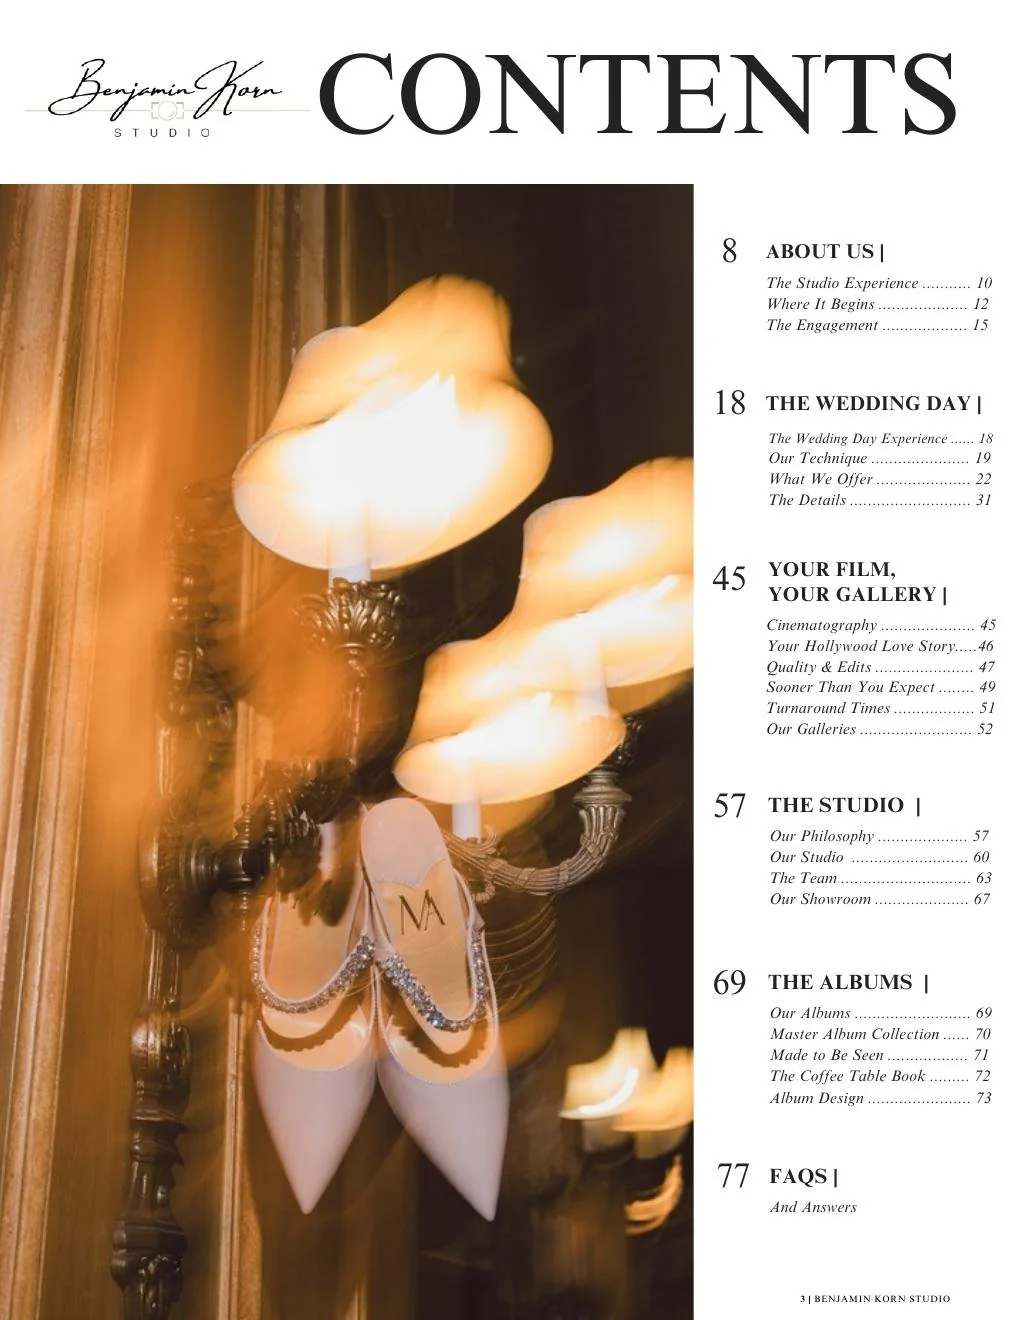 Benjamin Korn
STUDIO
CONTENTS
8 ABOUT US |
The Studio Experience ........... 10
Where It Begins .................... 12
The Engagement ................... 15
18 THE WEDDING DAY |
The Wedding Day Experience ...... 18
Our Technique ...................... 19
What We Offer ..................... 22
The Details ........................... 31
45 YOUR FILM,
YOUR GALLERY |
Cinematography ..................... 45
Your Hollywood Love Story.....46
Quality & Edits ...................... 47
Sooner Than You Expect ........ 49
Turnaround Times .................. 51
Our Galleries ......................... 52
57 THE STUDIO |
Our Philosophy .................... 57
Our Studio .......................... 60
The Team ............................. 63
Our Showroom ..................... 67
69 THE ALBUMS |
Our Albums .......................... 69
Master Album Collection ...... 70
Made to Be Seen .................. 71
The Coffee Table Book ......... 72
Album Design ....................... 73
77 FAQS |
And Answers
MA
3 | BENJAMIN KORN STUDIO